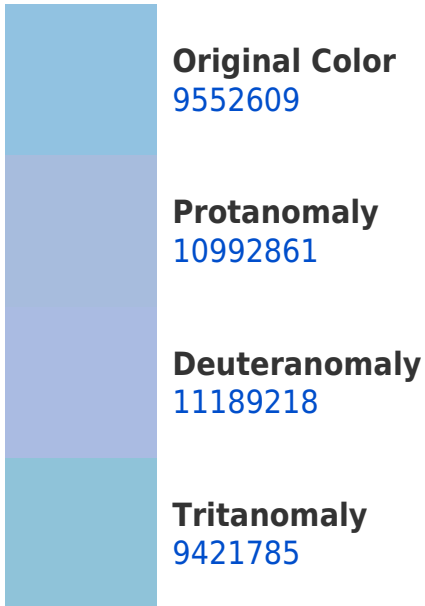 Original Color
9552609
Protanomaly
10992861
Deuteranomaly
11189218
Tritanomaly
9421785